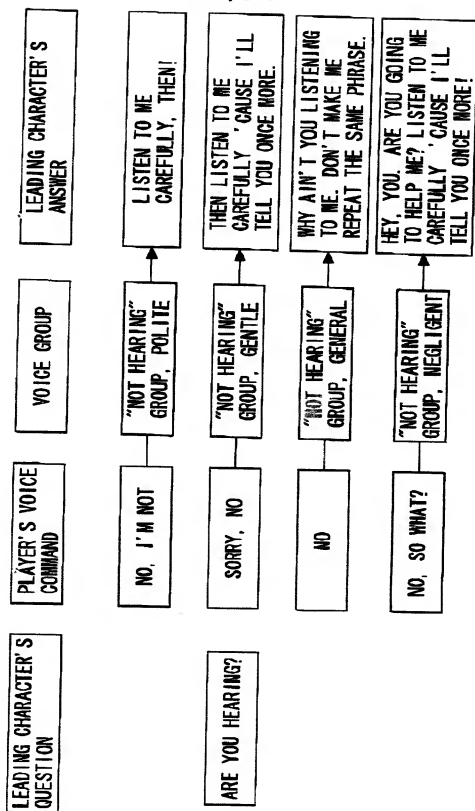 LEADING CHARACTER'S
QUESTION
PLAYER'S VOICE
COMMAND
VOICE GROUP
LEADING CHARACTER'S
ANSWER
ARE YOU HEARING?
NO, I'M NOT
"NOT HEARING"
GROUP, POLITE
LISTEN TO ME
CAREFULLY, THEN!
SORRY, NO
"NOT HEARING"
GROUP, GENTLE
THEN LISTEN TO ME
CAREFULLY 'CAUSE I'LL
TELL YOU ONCE MORE.
NO
"NOT HEARING"
GROUP, GENERAL
WHY AIN'T YOU LISTENING
TO ME. DON'T MAKE ME
REPEAT THE SAME PHRASE.
NO, SO WHAT?
"NOT HEARING"
GROUP, NEGLIGENT
HEY, YOU. ARE YOU GOING
TO HELP ME? LISTEN TO ME
CAREFULLY 'CAUSE I'LL
TELL YOU ONCE MORE!